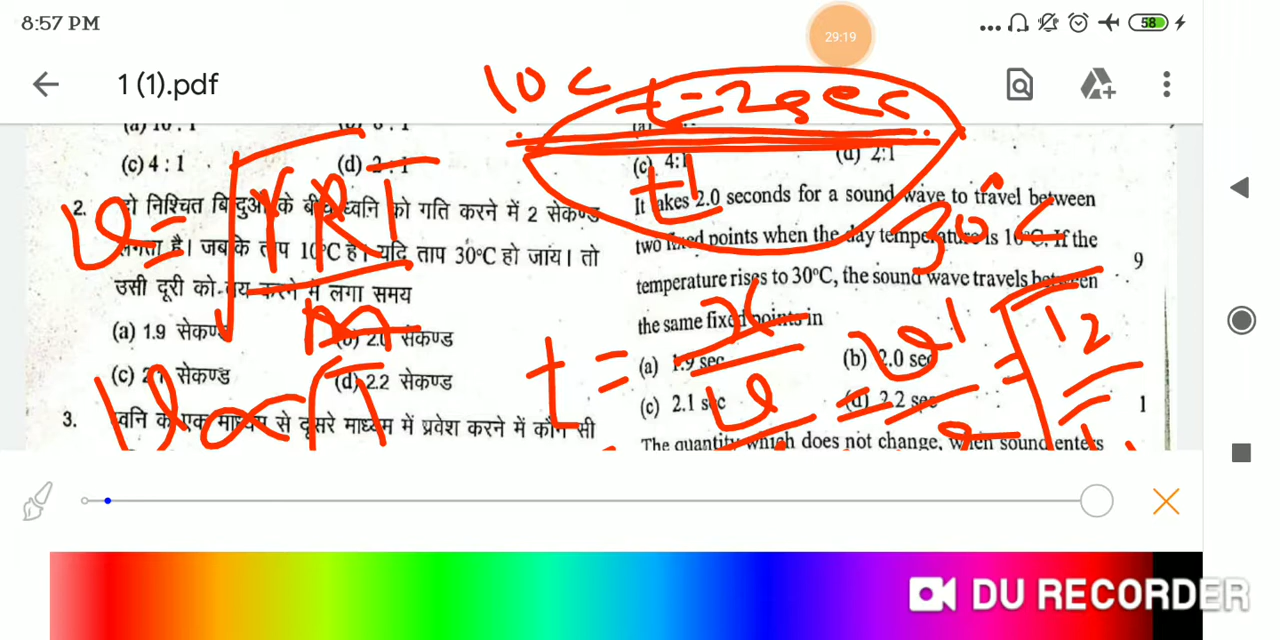 8:57 PM
29:19
58
1 (1).pdf
10 c t = 2 sec
(c) 4 : 1 (d) 2 : 1
2. दो निश्चित बिन्दुओं के बीच ध्वनि को गति करने में 2 सेकण्ड
लगता है। जबकि ताप 10°C है। यदि ताप 30°C हो जाय। तो
उसी दूरी को तय करने में लगा समय
(a) 1.9 सेकण्ड (b) 2.0 सेकण्ड
(c) 2.1 सेकण्ड (d) 2.2 सेकण्ड
3. ध्वनि के एक माध्यम से दूसरे माध्यम में प्रवेश करने में कौन सी
(c) 4:1 (d) 2:1
t1
It takes 2.0 seconds for a sound wave to travel between
two fixed points when the day temperature is 10°C. If the
30 c
temperature rises to 30°C, the sound wave travels between
the same fixed points in
(a) 1.9 sec (b) 2.0 sec
(c) 2.1 sec (d) 2.2 sec
The quantity which does not change, when sound enters
9
1
DU RECORDER